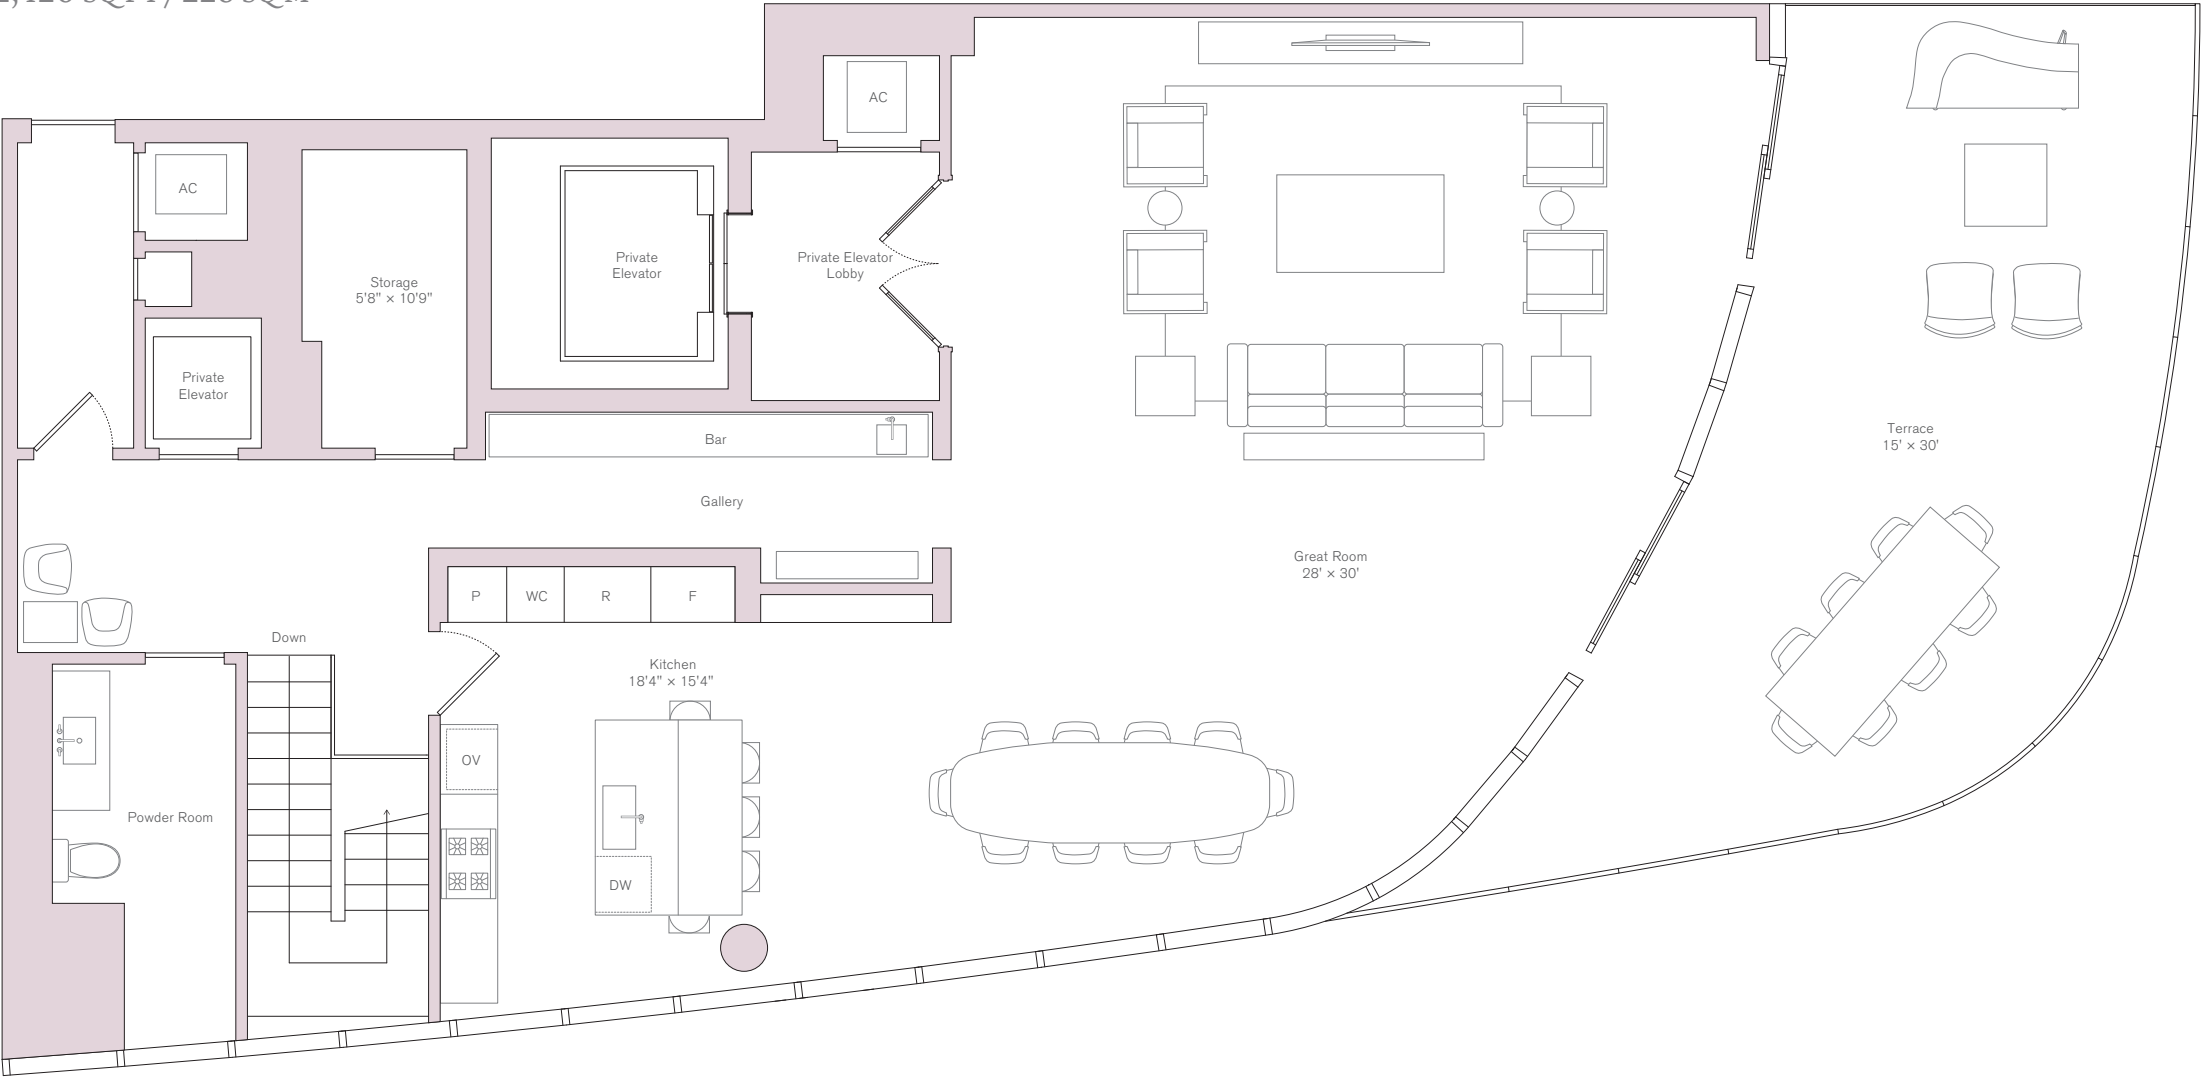 AC
AC
Private
Elevator
Private Elevator
Lobby
Storage
5'8" × 10'9"
Private
Elevator
Bar
Terrace
15' × 30'
Gallery
Great Room
28' × 30'
P
WC
R
F
Down
Kitchen
18'4" × 15'4"
OV
Powder Room
DW